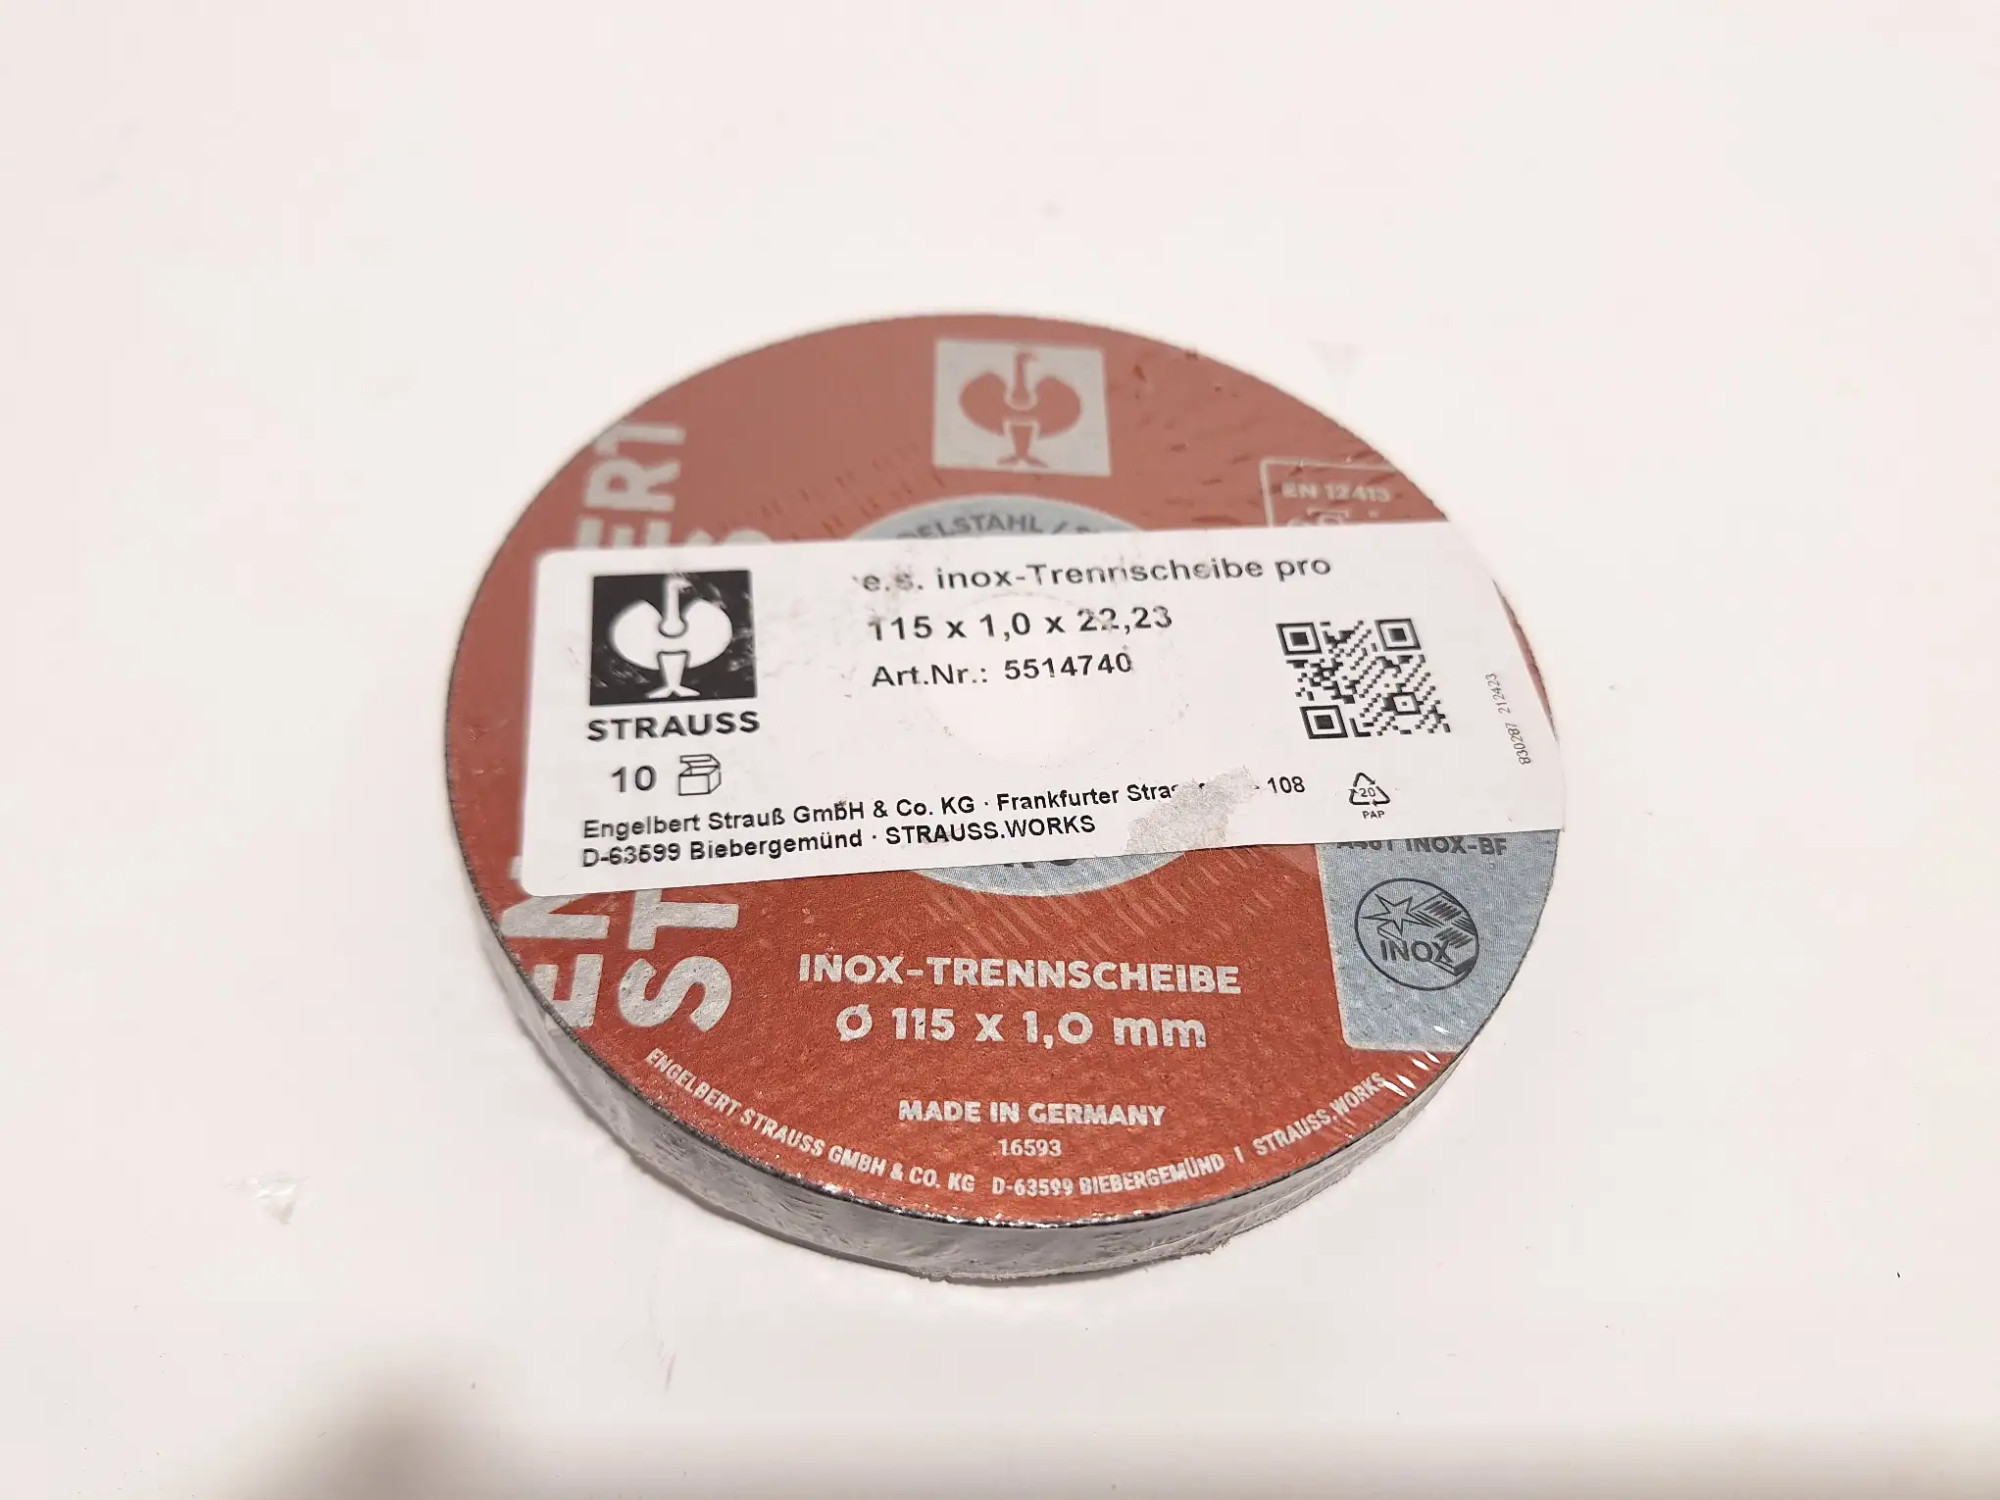 EN 12413
e.s. inox-Trennscheibe pro
115 x 1,0 x 22,23
Art.Nr.: 5514740
STRAUSS
10
Engelbert Strauß GmbH & Co. KG · Frankfurter 108
D-63599 Biebergemünd · STRAUSS.WORKS
830287 212423
20
PAP
INOX-BF
INOX
INOX-TRENNSCHEIBE
Ø 115 x 1,0 mm
MADE IN GERMANY
16593
ENGELBERT STRAUSS GMBH & CO. KG D-63599 BIEBERGEMÜND | STRAUSS.WORKS